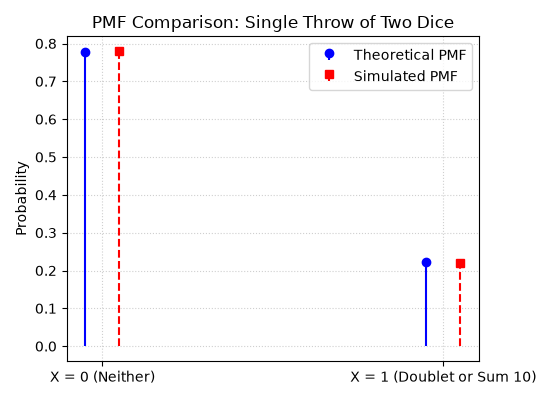 PMF Comparison: Single Throw of Two Dice
Theoretical PMF
Simulated PMF
Probability
0.8
0.7
0.6
0.5
0.4
0.3
0.2
0.1
0.0
X = 0 (Neither)
X = 1 (Doublet or Sum 10)